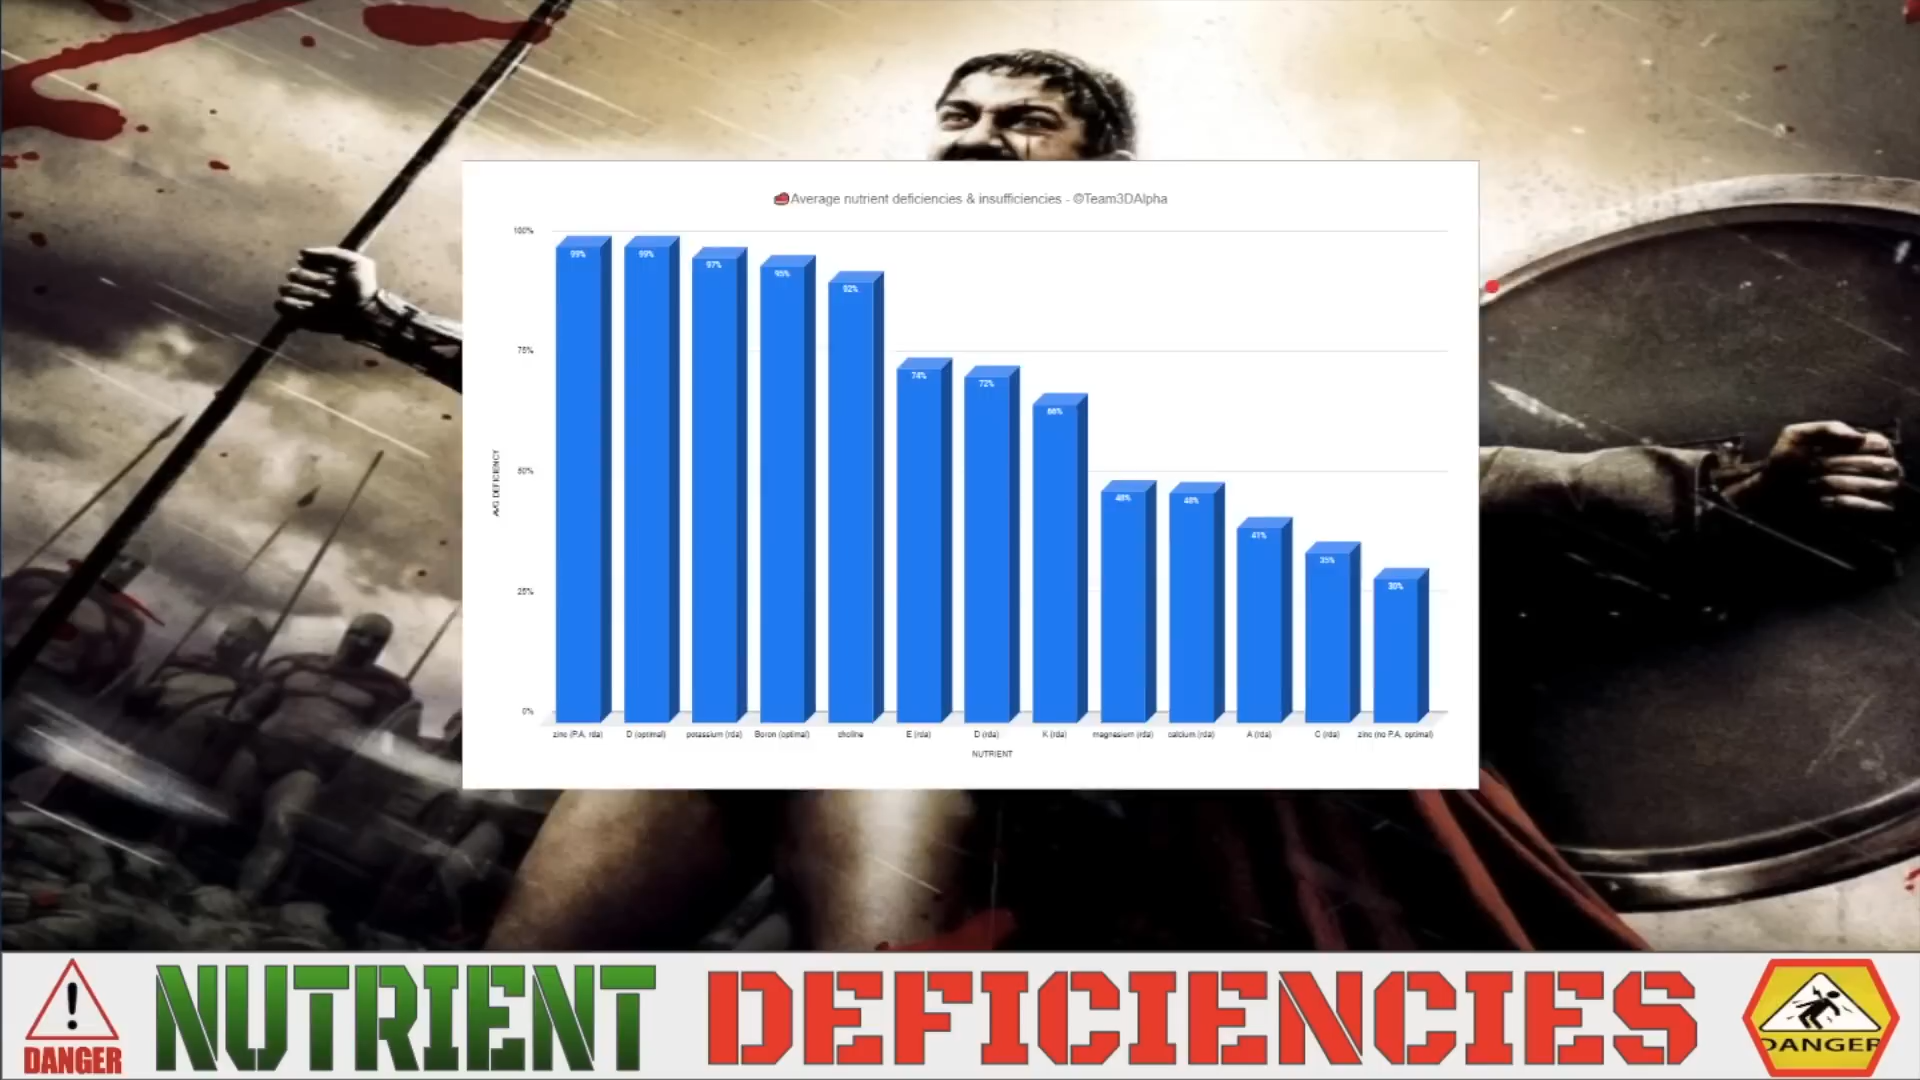 🥩Average nutrient deficiencies & insufficiencies - ©Team3DAlpha
100%
75%
50%
25%
0%
AVG DEFICIENCY
99%
99%
97%
95%
92%
74%
72%
66%
48%
48%
41%
35%
30%
zinc (P.A, rda)
D (optimal)
potassium (rda)
Boron (optimal)
choline
E (rda)
D (rda)
K (rda)
magnesium (rda)
calcium (rda)
A (rda)
C (rda)
zinc (no P.A, optimal)
NUTRIENT
NUTRIENT DEFICIENCIES
DANGER
DANGER